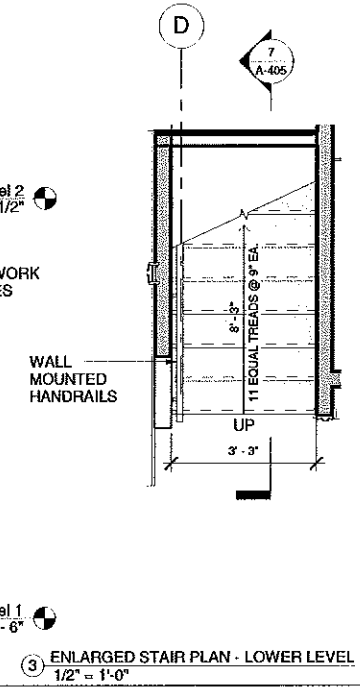 D
7
A-405
el 2
1/2"
WORK
ES
WALL
MOUNTED
HANDRAILS
8' - 3"
11 EQUAL TREADS @ 9" EA.
UP
3' - 3"
el 1
- 6"
3 ENLARGED STAIR PLAN - LOWER LEVEL
1/2" = 1'-0"